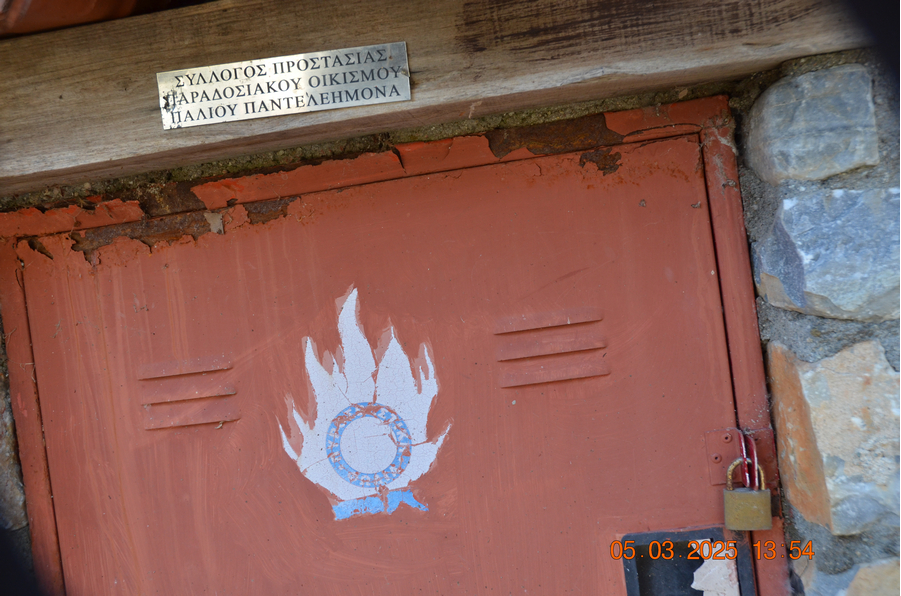 ΣΥΛΛΟΓΟΣ ΠΡΟΣΤΑΣΙΑΣ
ΠΑΡΑΔΟΣΙΑΚΟΥ ΟΙΚΙΣΜΟΥ
ΠΑΛΙΟΥ ΠΑΝΤΕΛΕΗΜΟΝΑ
05.03.2025 13:54